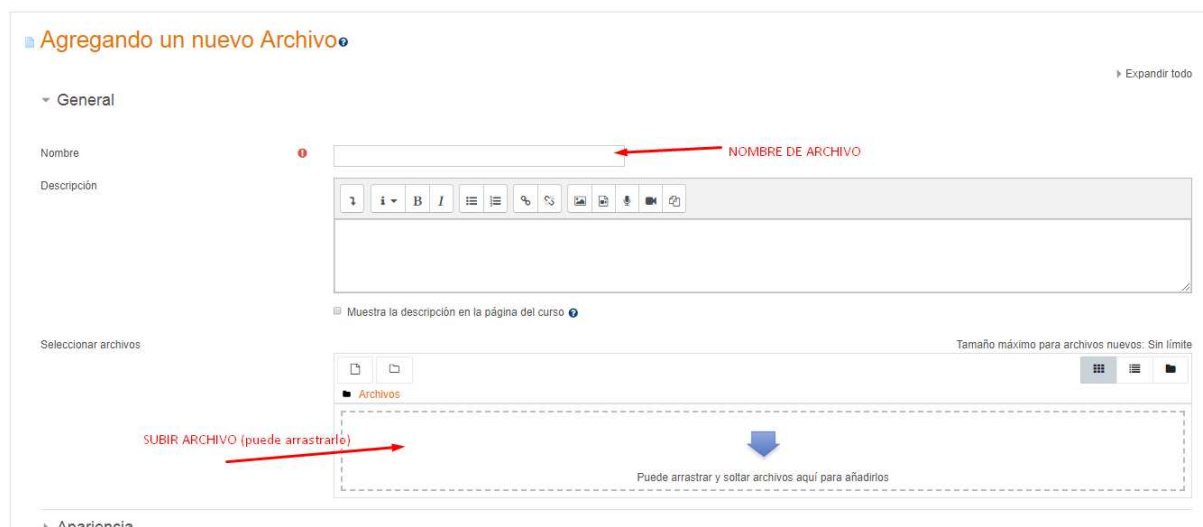 Agregando un nuevo Archivo
Expandir todo
General
Nombre
NOMBRE DE ARCHIVO
Descripción
i B I
Muestra la descripción en la página del curso
Seleccionar archivos
Tamaño máximo para archivos nuevos: Sin límite
Archivos
SUBIR ARCHIVO (puede arrastrarlo)
Puede arrastrar y soltar archivos aquí para añadirlos
Apariencia